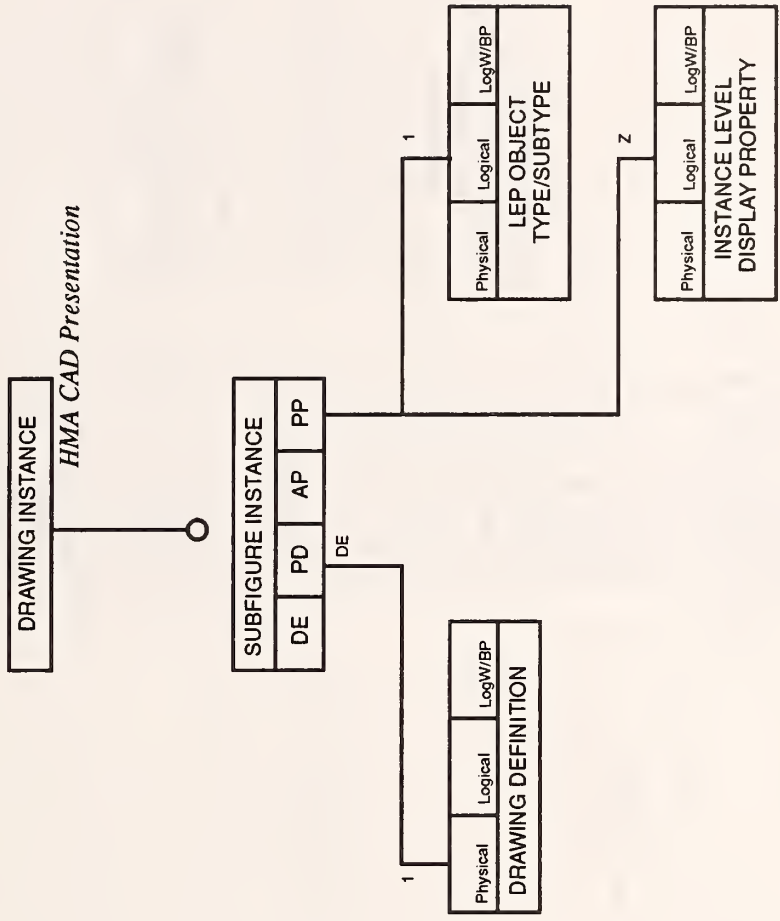 DRAWING INSTANCE
HMA CAD Presentation
SUBFIGURE INSTANCE
DE PD AP PP
DE
1
Physical Logical LogW/BP
DRAWING DEFINITION
1
Physical Logical LogW/BP
LEP OBJECT
TYPE/SUBTYPE
Z
Physical Logical LogW/BP
INSTANCE LEVEL
DISPLAY PROPERTY